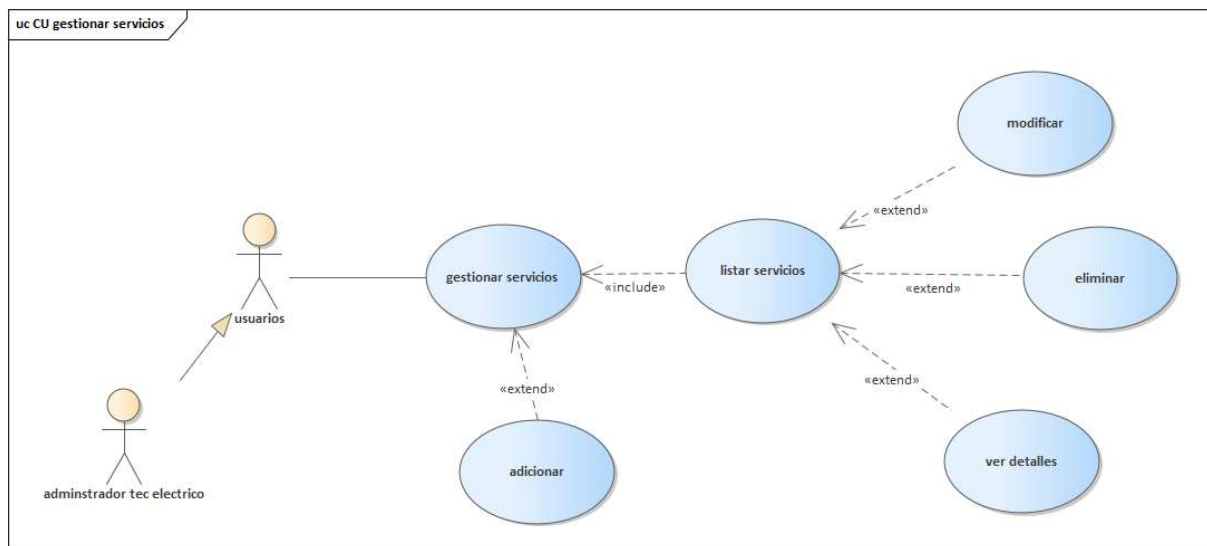 uc CU gestionar servicios
modificar
«extend»
usuarios
gestionar servicios
«include»
listar servicios
«extend»
eliminar
«extend»
«extend»
adminstrador tec electrico
adicionar
ver detalles